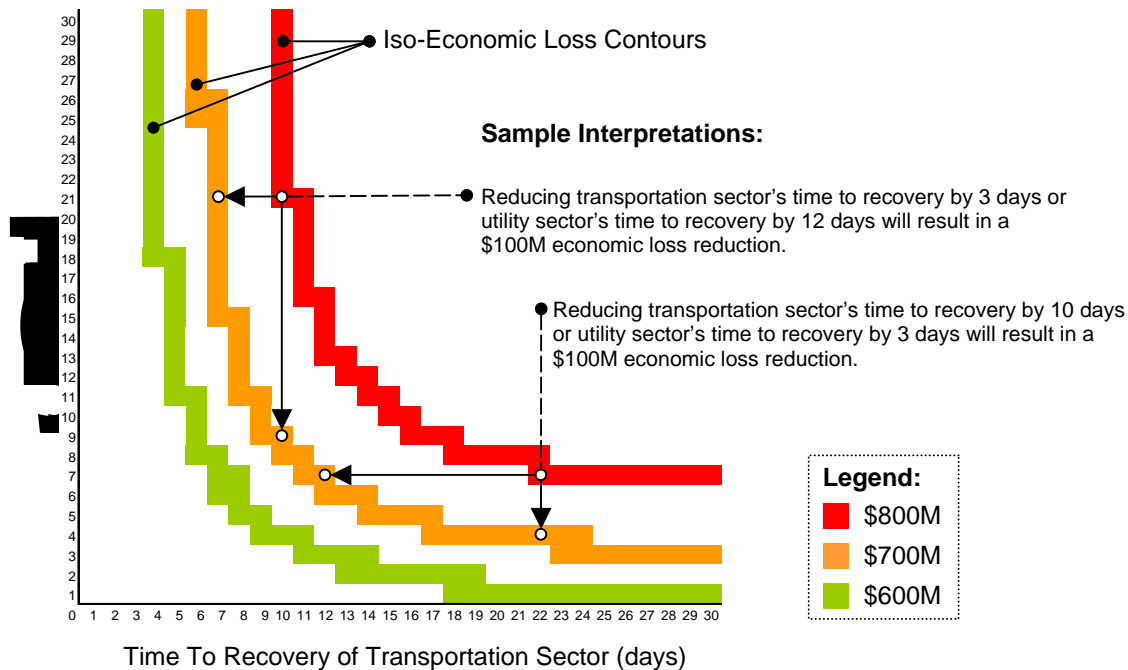 Iso-Economic Loss Contours
Sample Interpretations:
Reducing transportation sector’s time to recovery by 3 days or
utility sector’s time to recovery by 12 days will result in a
$100M economic loss reduction.
Reducing transportation sector’s time to recovery by 10 days
or utility sector’s time to recovery by 3 days will result in a
$100M economic loss reduction.
30
29
28
27
26
25
24
23
22
21
20
19
18
17
16
15
14
13
12
11
10
9
8
7
6
5
4
3
2
1
0 1 2 3 4 5 6 7 8 9 10 11 12 13 14 15 16 17 18 19 20 21 22 23 24 25 26 27 28 29 30
Time To Recovery of Transportation Sector (days)
Legend:
$800M
$700M
$600M